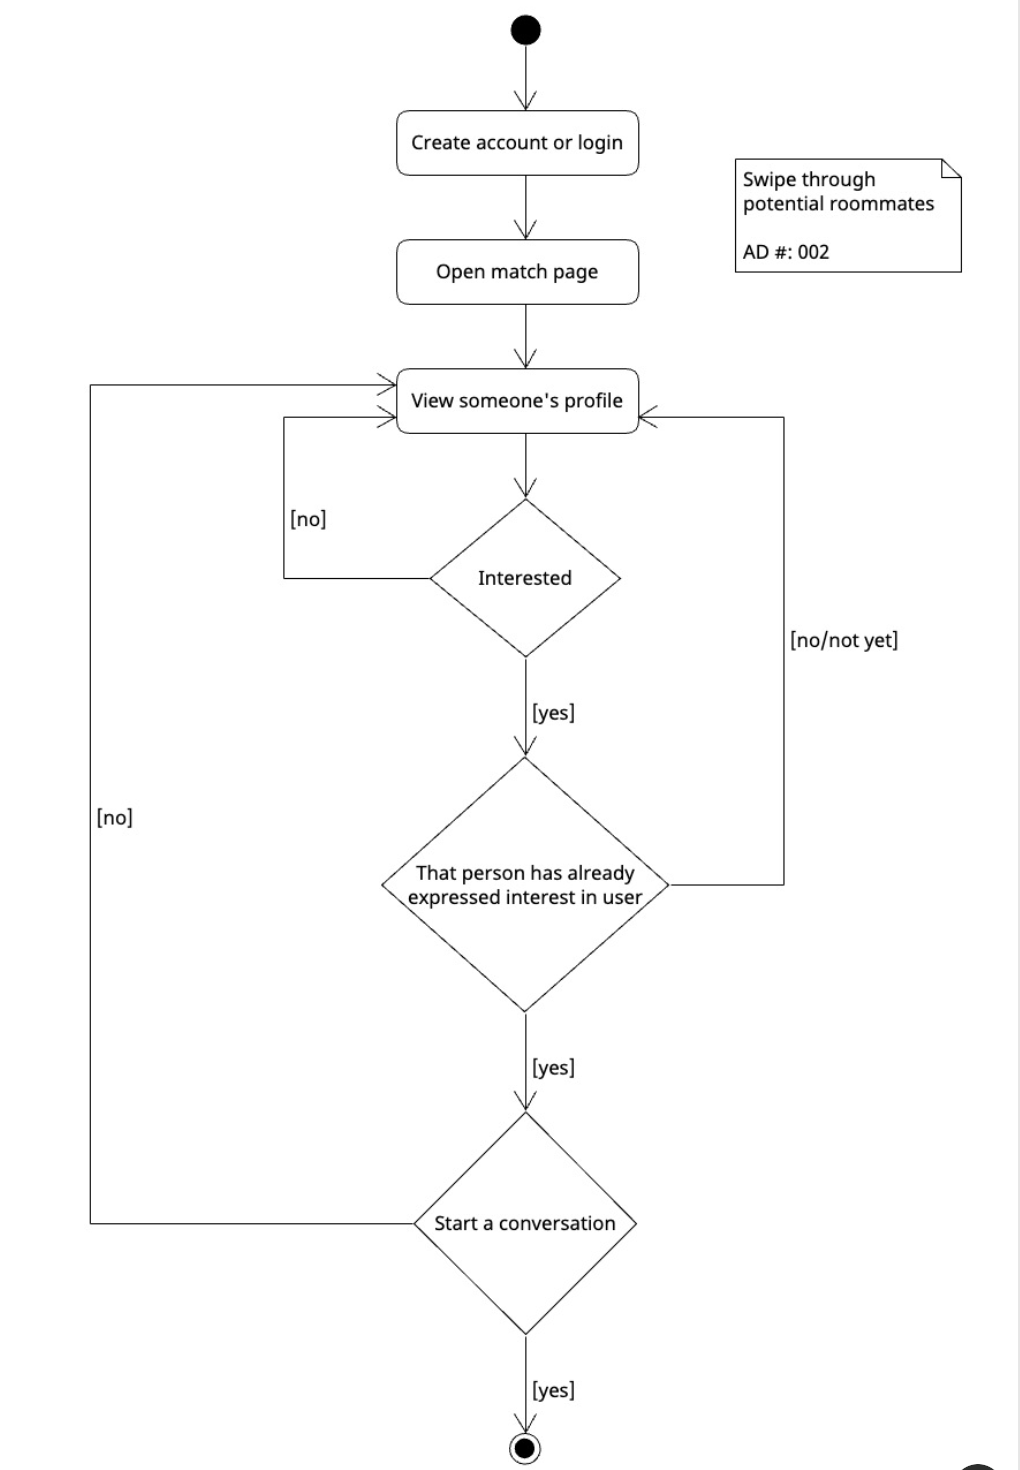 Create account or login
Swipe through
potential roommates
AD #: 002
Open match page
View someone's profile
[no]
Interested
[no/not yet]
[yes]
[no]
That person has already
expressed interest in user
[yes]
Start a conversation
[yes]